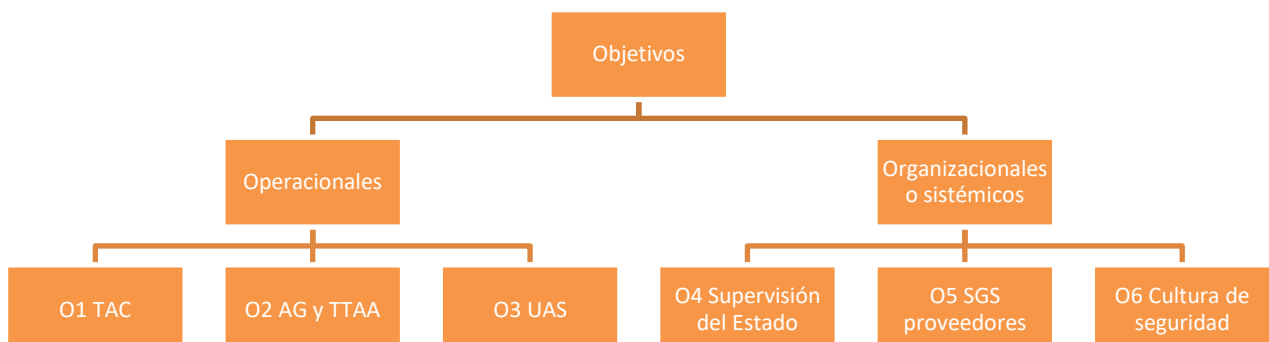 Objetivos
Operacionales
Organizacionales
o sistémicos
O1 TAC
O2 AG y TTAA
O3 UAS
O4 Supervisión
del Estado
O5 SGS
proveedores
O6 Cultura de
seguridad